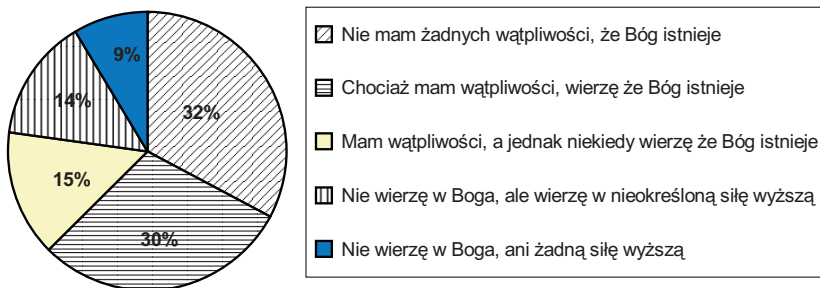 9%
14%
32%
15%
30%
Nie mam żadnych wątpliwości, że Bóg istnieje
Chociaż mam wątpliwości, wierzę że Bóg istnieje
Mam wątpliwości, a jednak niekiedy wierzę że Bóg istnieje
Nie wierzę w Boga, ale wierzę w nieokreśloną siłę wyższą
Nie wierzę w Boga, ani żadną siłę wyższą